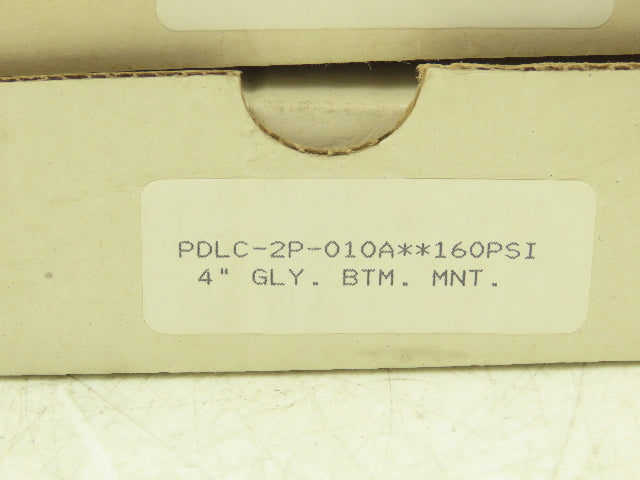 PDLC-2P-010A**160PSI
4" GLY. BTM. MNT.